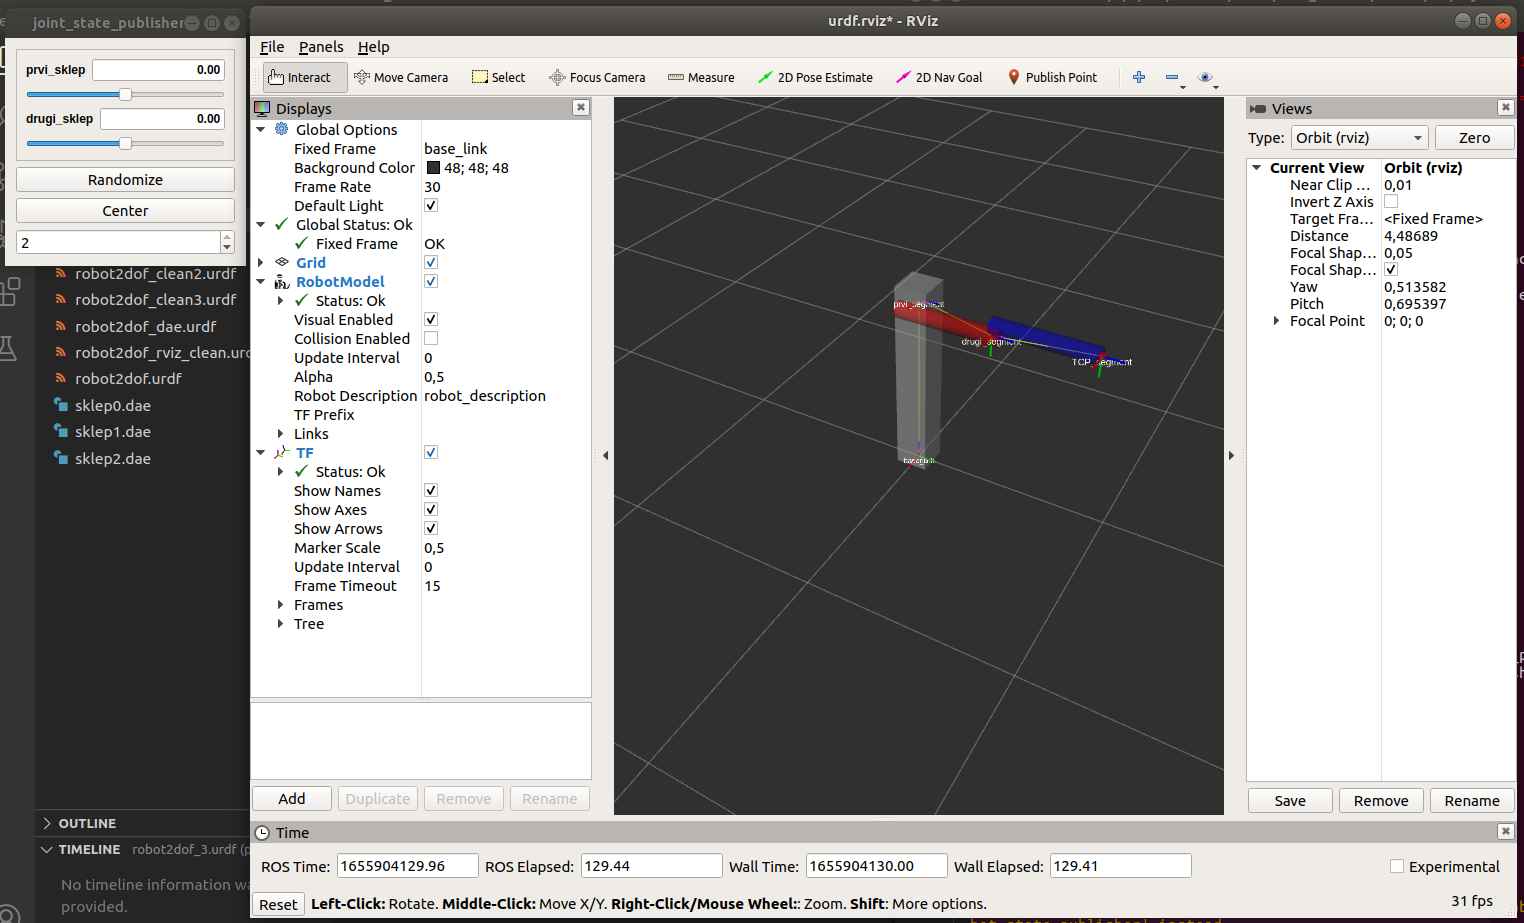 joint_state_publisher
prvi_sklep 0.00
drugi_sklep 0.00
Randomize
Center
2
robot2dof_clean2.urdf
robot2dof_clean3.urdf
robot2dof_dae.urdf
robot2dof_rviz_clean.urd
robot2dof.urdf
sklep0.dae
sklep1.dae
sklep2.dae
OUTLINE
TIMELINE robot2dof_3.urdf (p
No timeline information wa
provided.
urdf.rviz* - RViz
File Panels Help
Interact Move Camera Select Focus Camera Measure 2D Pose Estimate 2D Nav Goal Publish Point
Displays
Global Options
Fixed Frame base_link
Background Color 48; 48; 48
Frame Rate 30
Default Light
Global Status: Ok
Fixed Frame OK
Grid
RobotModel
Status: Ok
Visual Enabled
Collision Enabled
Update Interval 0
Alpha 0,5
Robot Description robot_description
TF Prefix
Links
TF
Status: Ok
Show Names
Show Axes
Show Arrows
Marker Scale 0,5
Update Interval 0
Frame Timeout 15
Frames
Tree
Add Duplicate Remove Rename
prvi_segment
drugi_segment
TCP_segment
base_link
Views
Type: Orbit (rviz) Zero
Current View Orbit (rviz)
Near Clip ... 0,01
Invert Z Axis
Target Fra... <Fixed Frame>
Distance 4,48689
Focal Shap... 0,05
Focal Shap...
Yaw 0,513582
Pitch 0,695397
Focal Point 0; 0; 0
Save Remove Rename
Time
ROS Time: 1655904129.96 ROS Elapsed: 129.44 Wall Time: 1655904130.00 Wall Elapsed: 129.41 Experimental
Reset Left-Click: Rotate. Middle-Click: Move X/Y. Right-Click/Mouse Wheel:: Zoom. Shift: More options. 31 fps